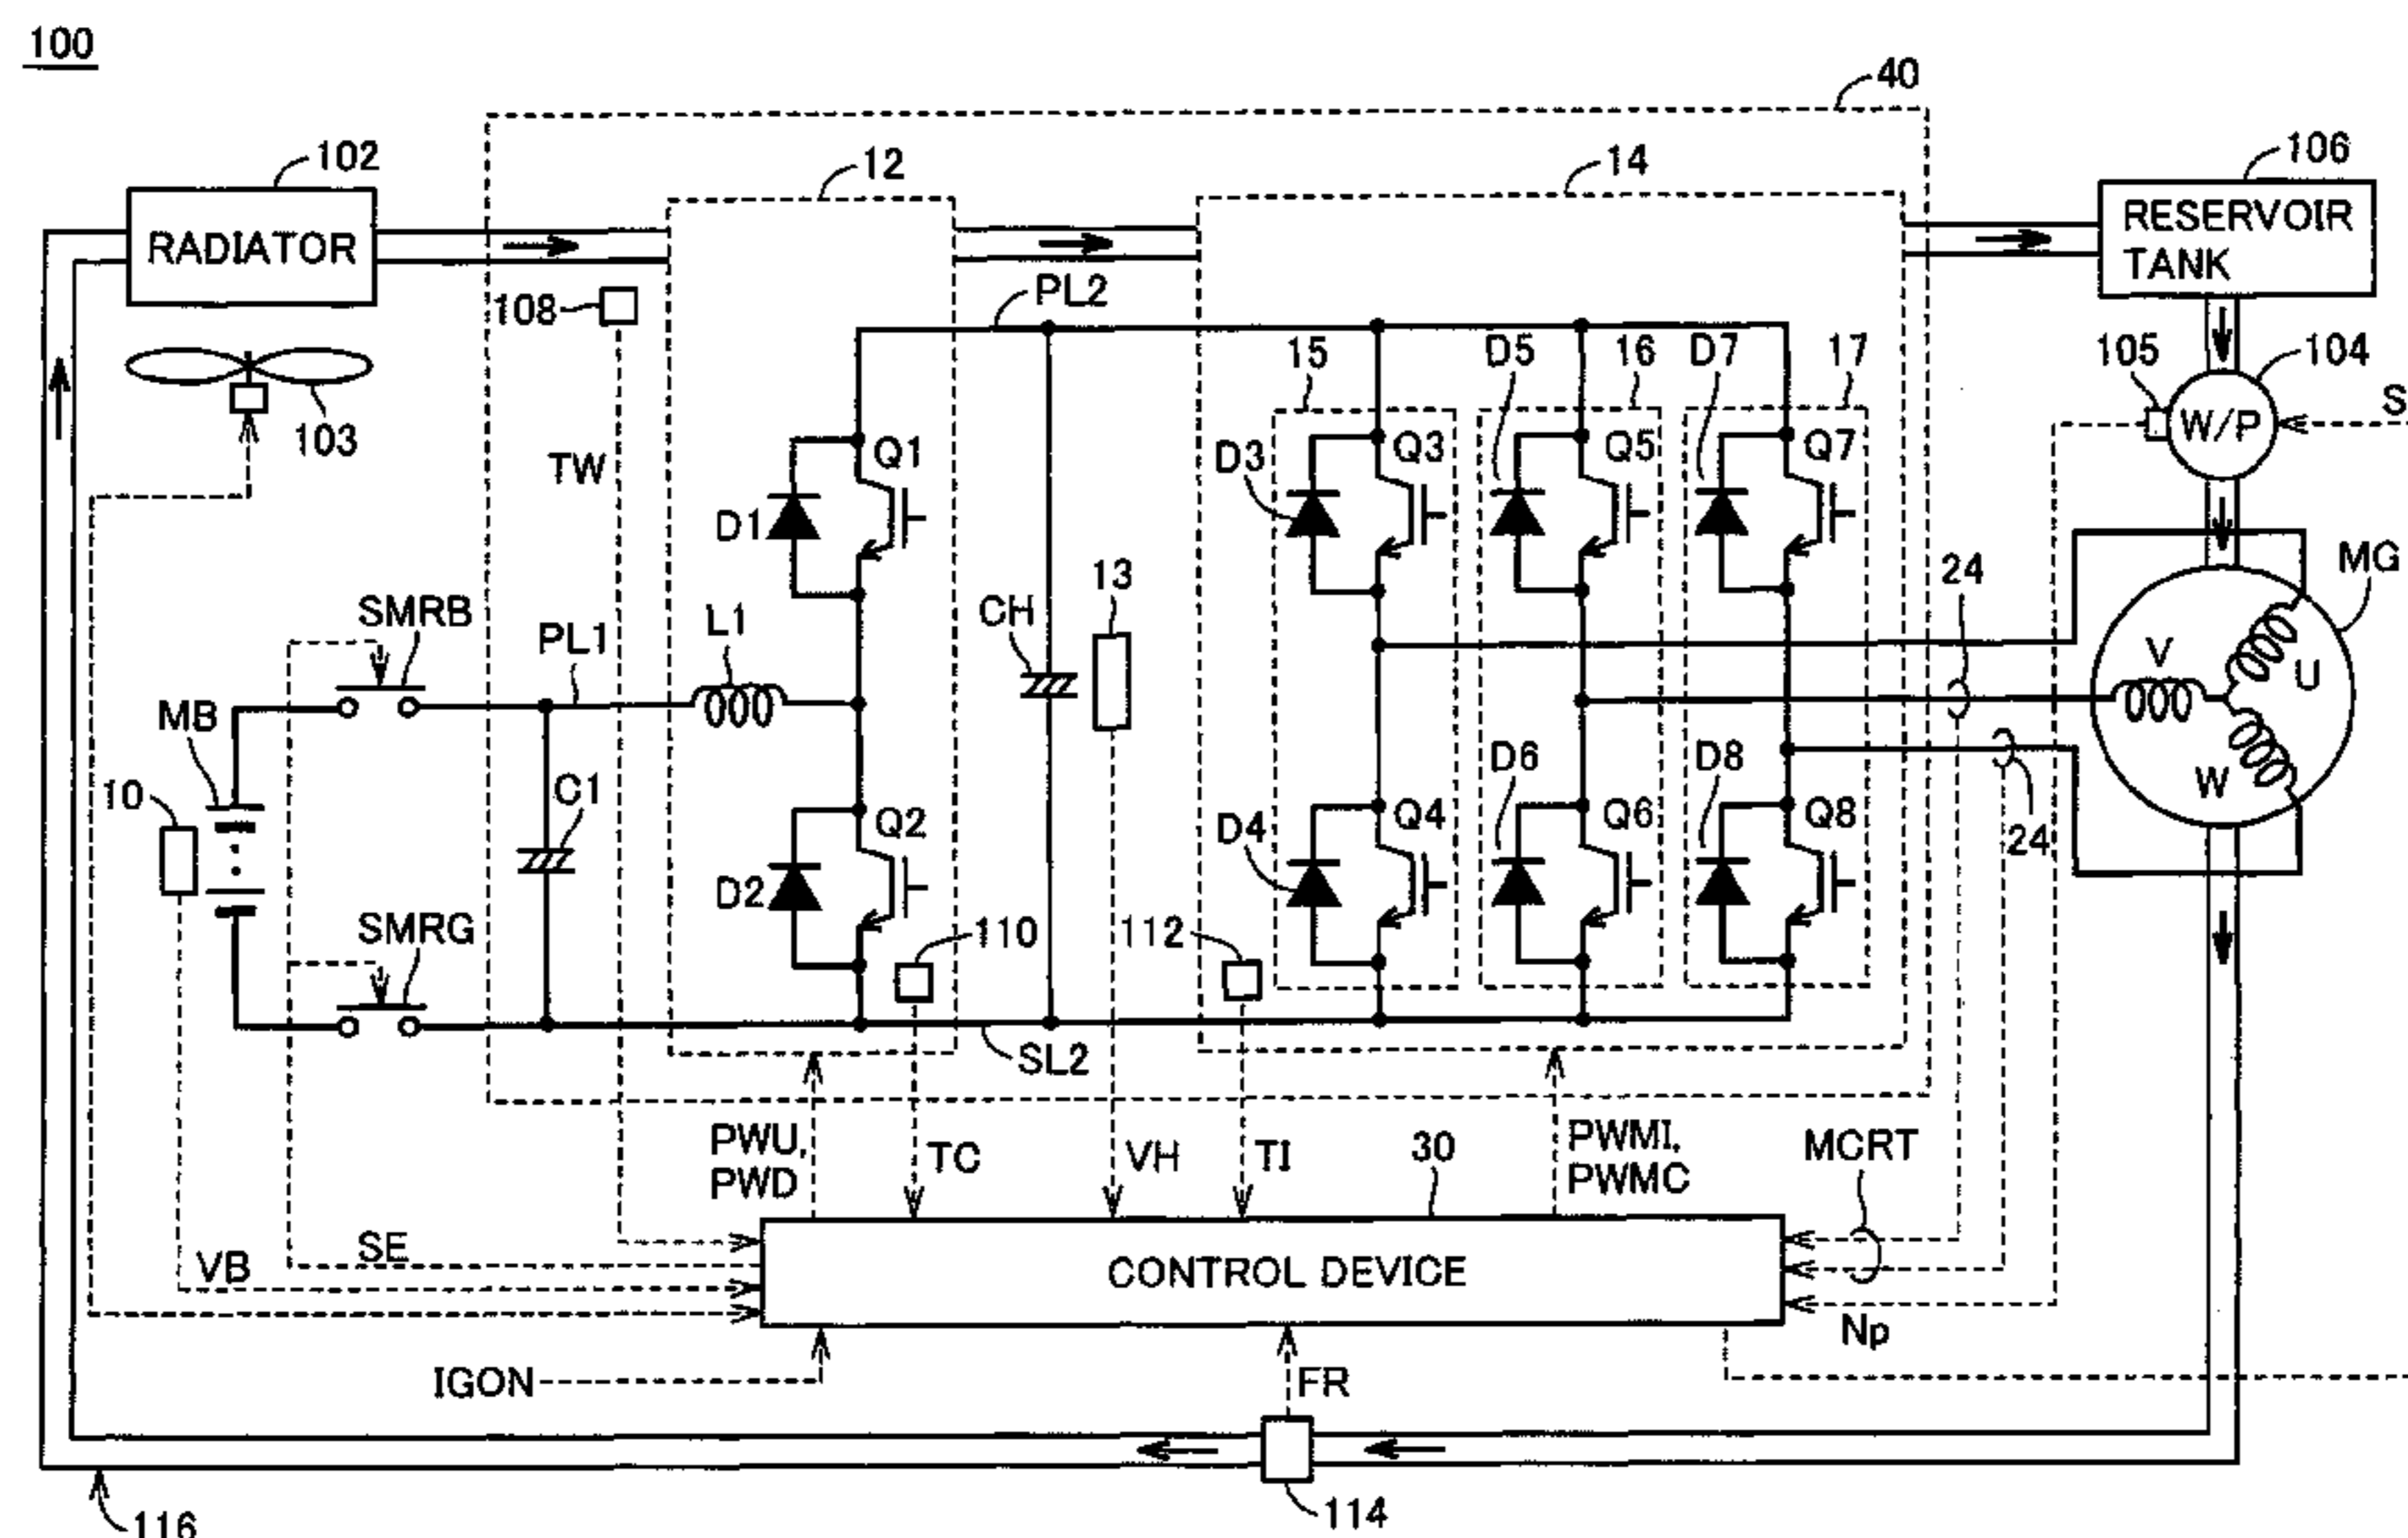 100
40
102
12
14
106
RADIATOR
RESERVOIR
TANK
108
PL2
15
D5
16
D7
17
105
104
103
TW
Q1
D3
Q3
Q5
Q7
W/P
S
D1
13
24
MG
SMRB
PL1
L1
CH
V
U
MB
10
C1
Q2
D4
Q4
D6
Q6
D8
Q8
W
24
D2
SMRG
110
112
SL2
PWU,
PWD
TC
VH
TI
30
PWMI,
PWMC
MCRT
VB
SE
CONTROL DEVICE
Np
IGON
FR
114
116